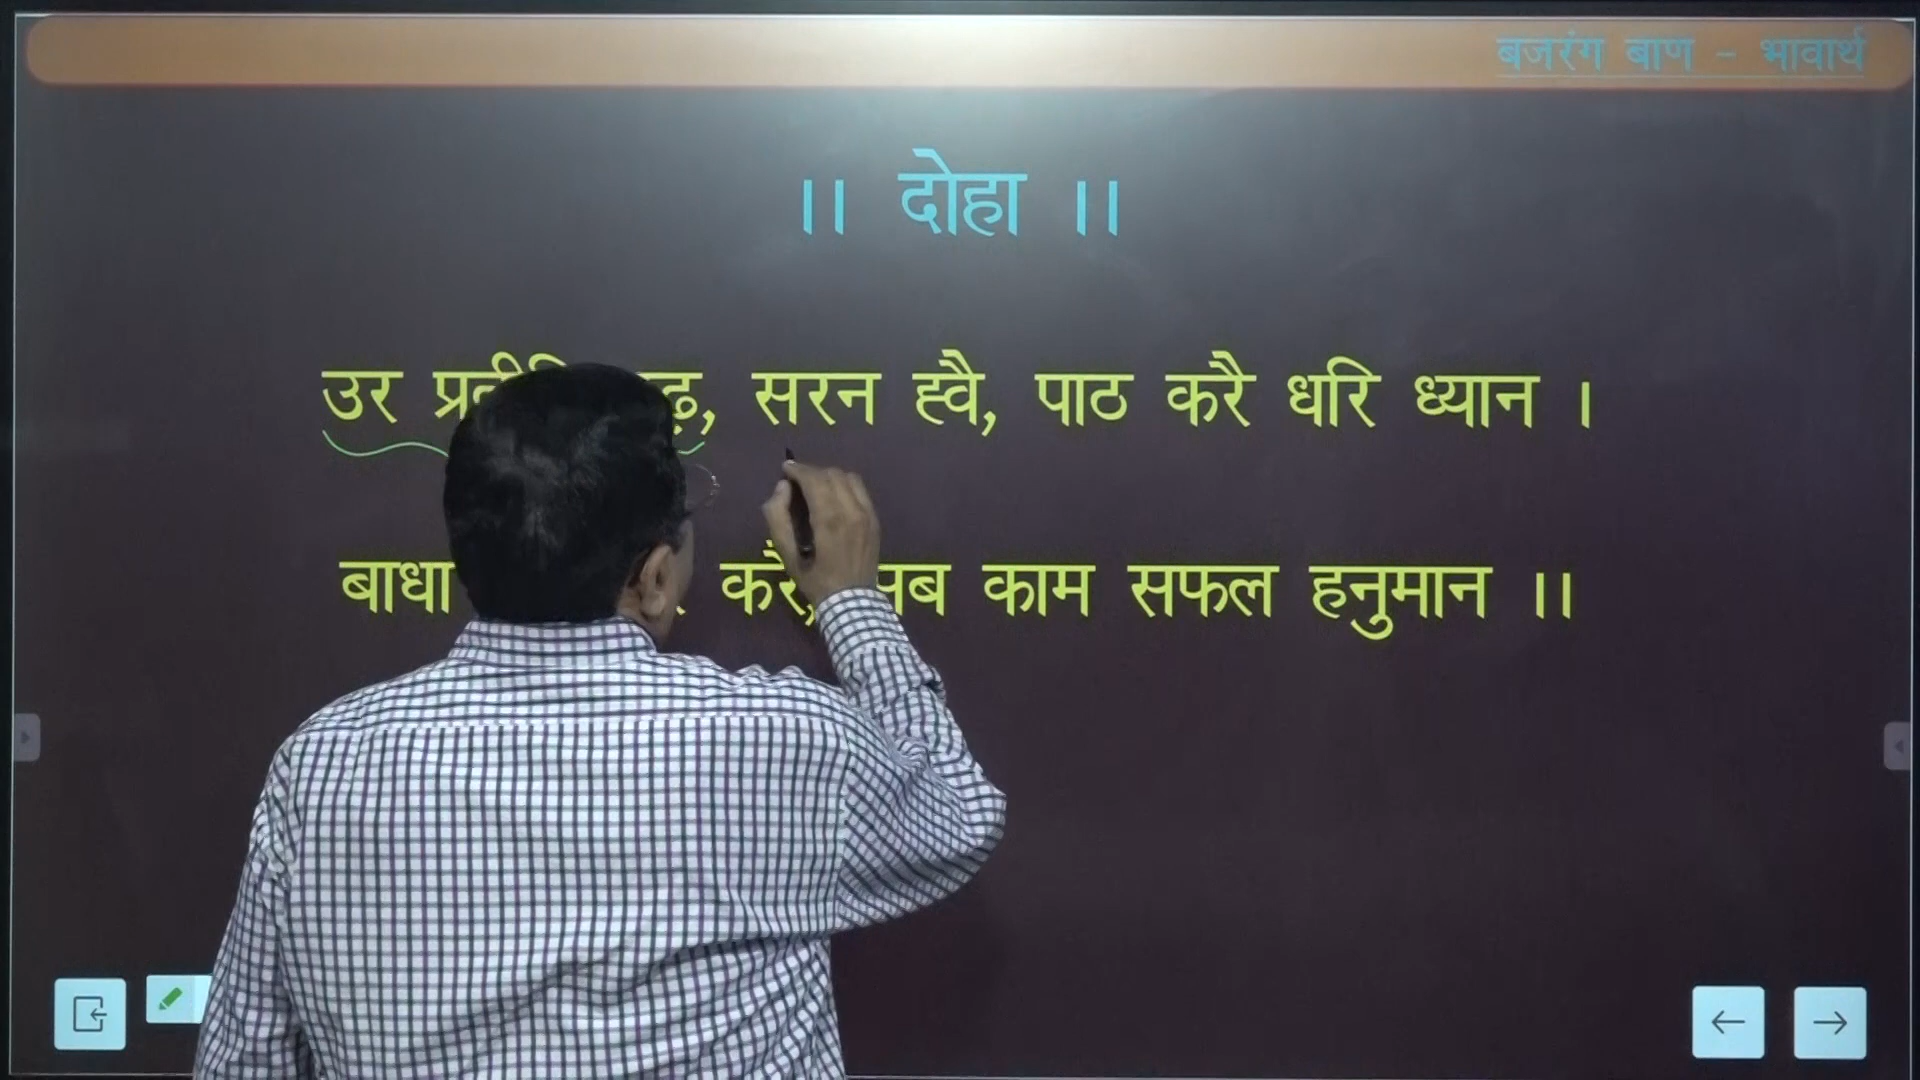 बजरंग बाण - भावार्थ
।। दोहा ।।
उर सरन ह्वै, पाठ करै धरि ध्यान ।
बाधा करै, सब काम सफल हनुमान ।।